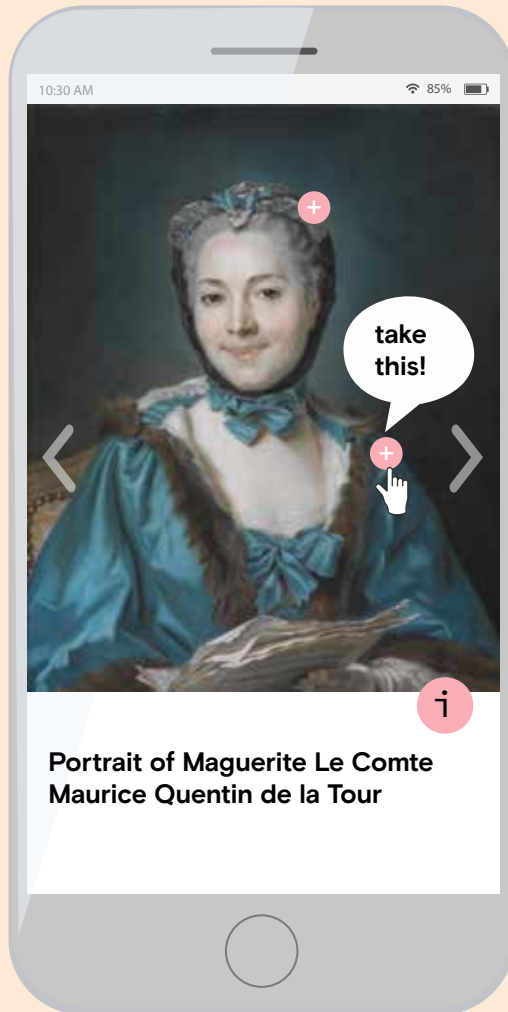 10:30 AM 85%
take
this!
i
Portrait of Maguerite Le Comte
Maurice Quentin de la Tour